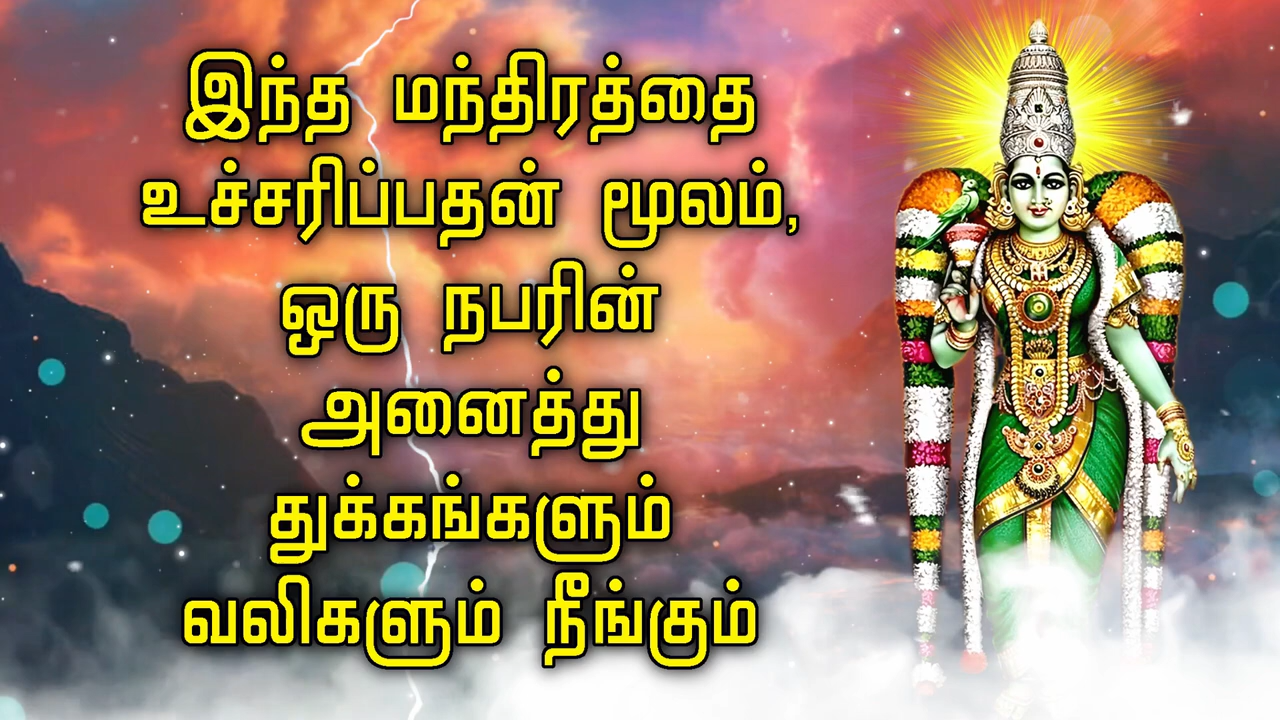 இந்த மந்திரத்தை
உச்சரிப்பதன் மூலம்,
ஒரு நபரின்
அனைத்து
துக்கங்களும்
வலிகளும் நீங்கும்